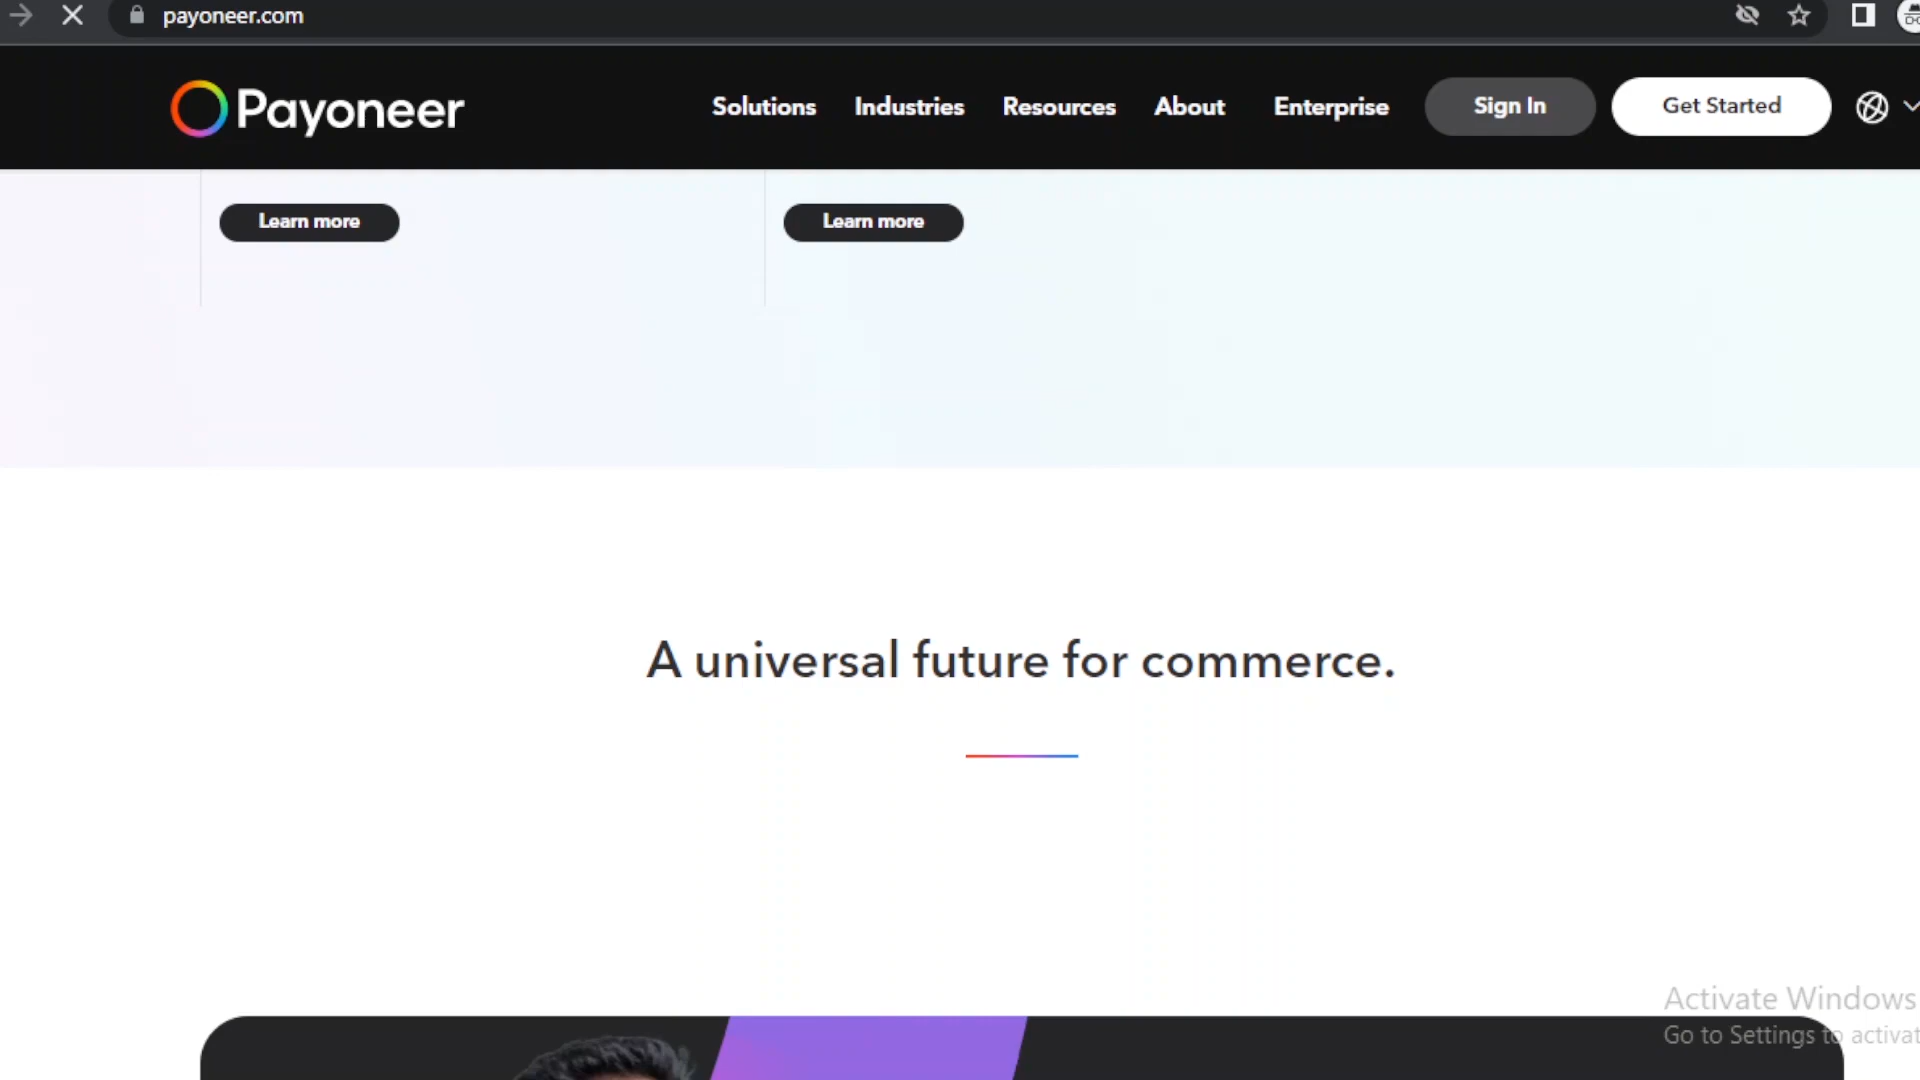 payoneer.com
Payoneer
Solutions Industries Resources About Enterprise Sign In Get Started
Learn more Learn more
A universal future for commerce.
Activate Windows
Go to Settings to activat